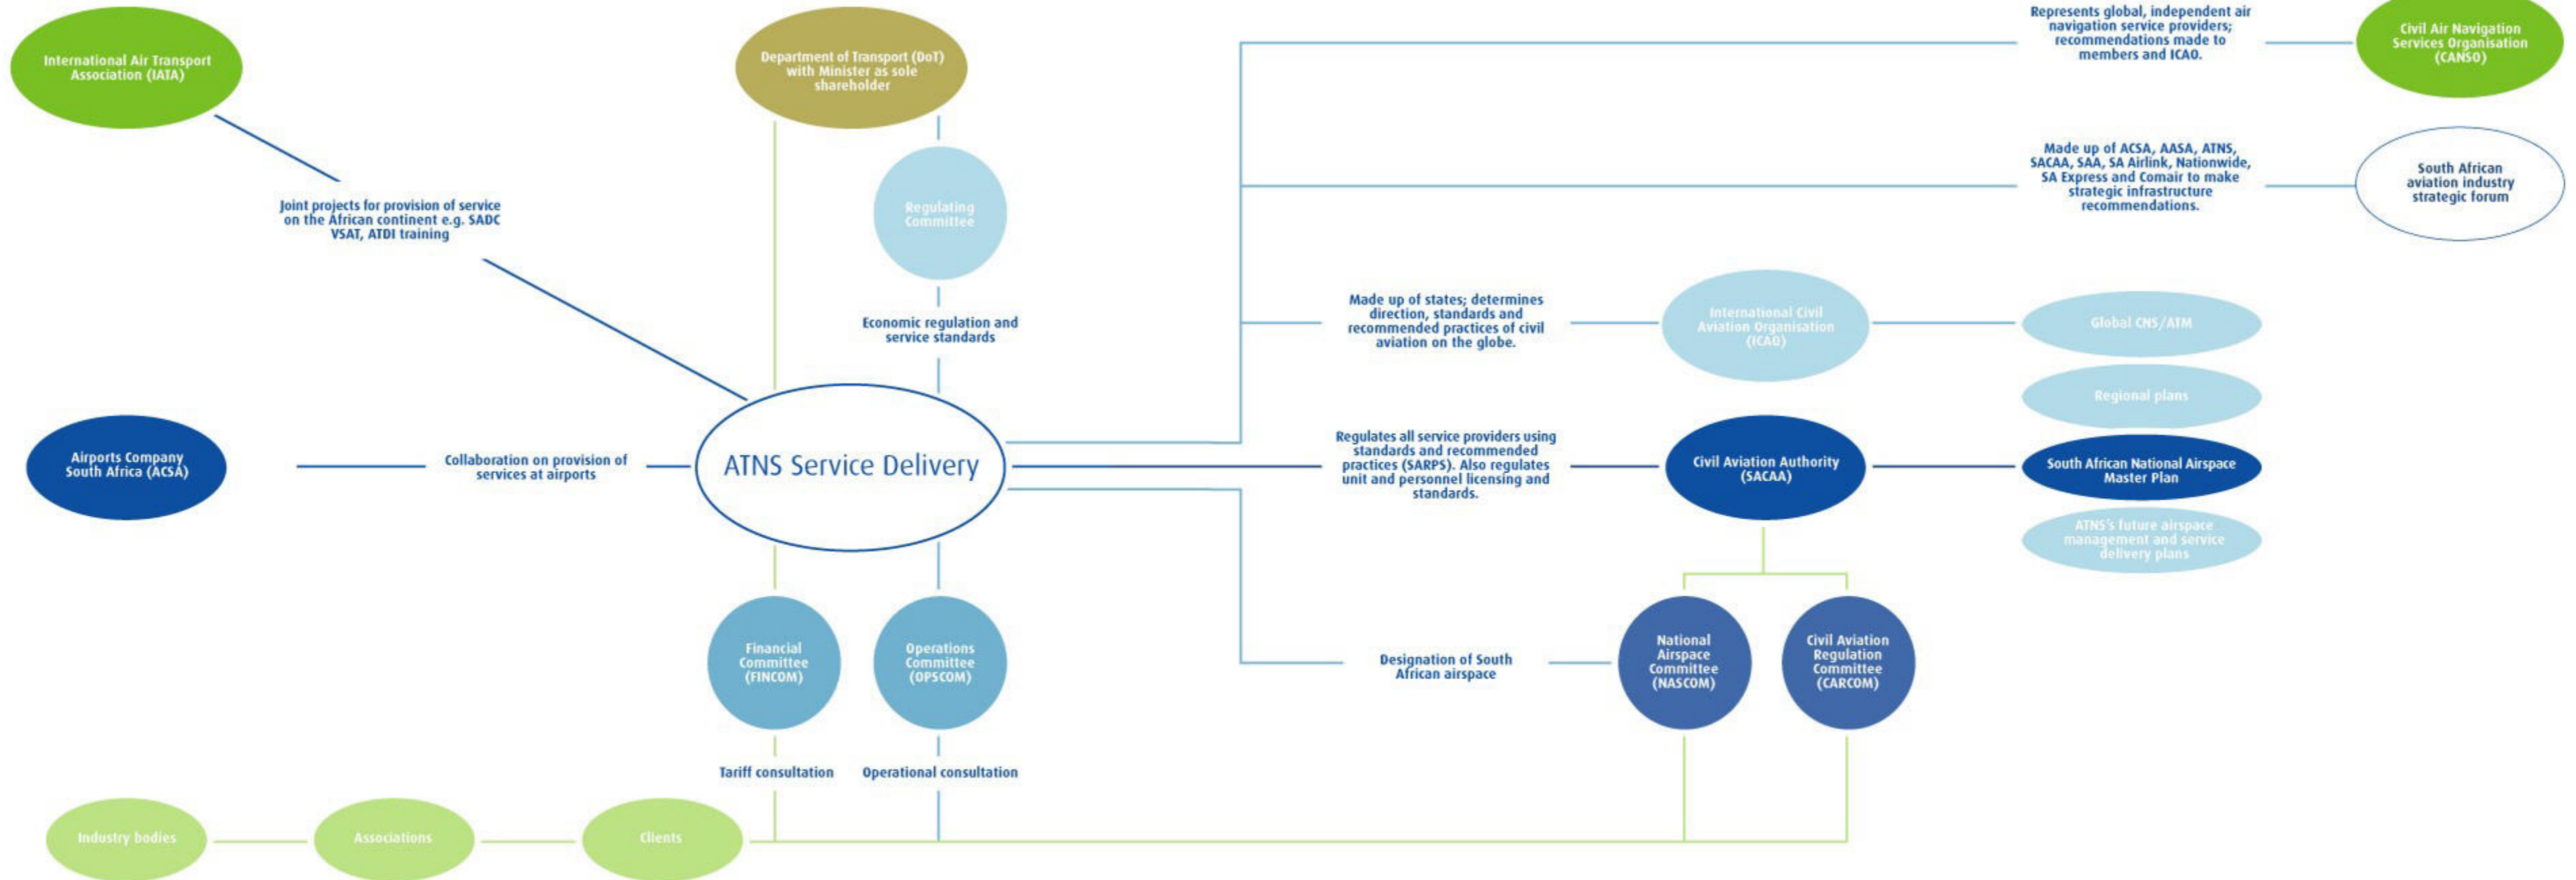 International Air Transport
Association (IATA)
Department of Transport (DoT)
with Minister as sole
shareholder
Represents global, independent air
navigation service providers;
recommendations made to
members and ICAO.
Civil Air Navigation
Services Organisation
(CANSO)
Joint projects for provision of service
on the African continent e.g. SADC
VSAT, ATDI training
Regulating
Committee
Made up of ACSA, AASA, ATNS,
SACAA, SAA, SA Airlink, Nationwide,
SA Express and Comair to make
strategic infrastructure
recommendations.
South African
aviation industry
strategic forum
Economic regulation and
service standards
Made up of states; determines
direction, standards and
recommended practices of civil
aviation on the globe.
International Civil
Aviation Organisation
(ICAO)
Global CNS/ATM
Regional plans
Airports Company
South Africa (ACSA)
Collaboration on provision of
services at airports
ATNS Service Delivery
Regulates all service providers using
standards and recommended
practices (SARPS). Also regulates
unit and personnel licensing and
standards.
Civil Aviation Authority
(SACAA)
South African National Airspace
Master Plan
ATNS's future airspace
management and service
delivery plans
Financial
Committee
(FINCOM)
Operations
Committee
(OPSCOM)
Designation of South
African airspace
National
Airspace
Committee
(NASCOM)
Civil Aviation
Regulation
Committee
(CARCOM)
Tariff consultation
Operational consultation
Industry bodies
Associations
Clients